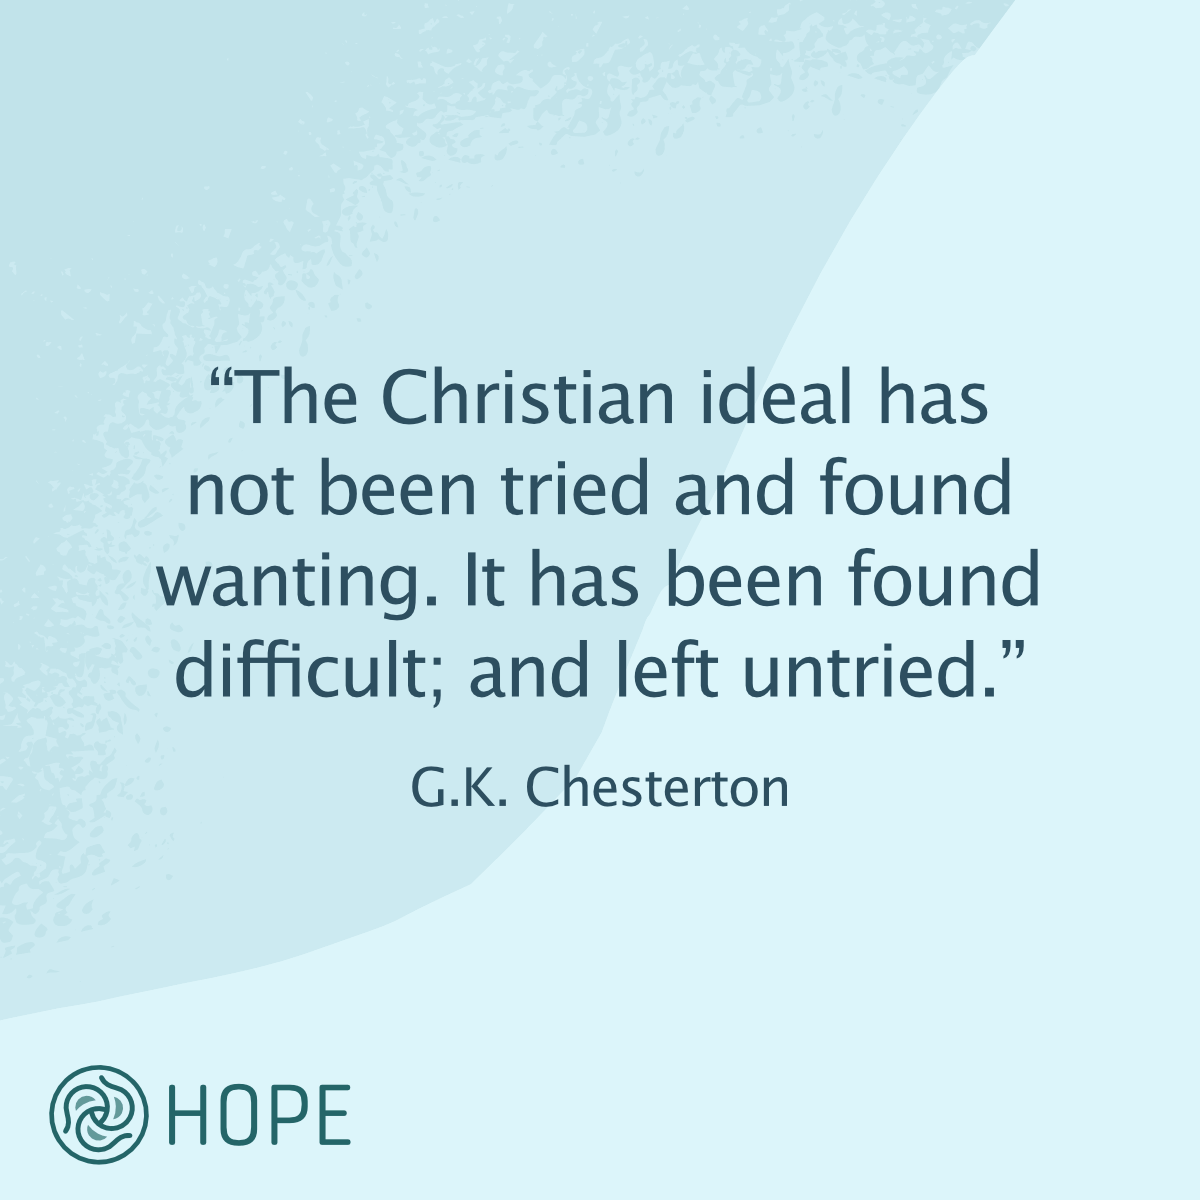 “The Christian ideal has
not been tried and found
wanting. It has been found
difficult; and left untried.”
G.K. Chesterton
HOPE